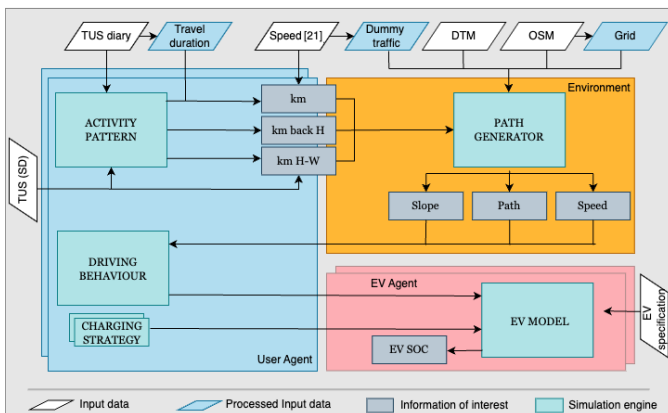 TUS diary
Travel
duration
Speed [21]
Dummy
traffic
DTM
OSM
Grid
Environment
ACTIVITY
PATTERN
km
km back H
km H-W
PATH
GENERATOR
TUS (SD)
Slope
Path
Speed
DRIVING
BEHAVIOUR
EV Agent
EV MODEL
EV
specification
CHARGING
STRATEGY
EV SOC
User Agent
Input data
Processed Input data
Information of interest
Simulation engine